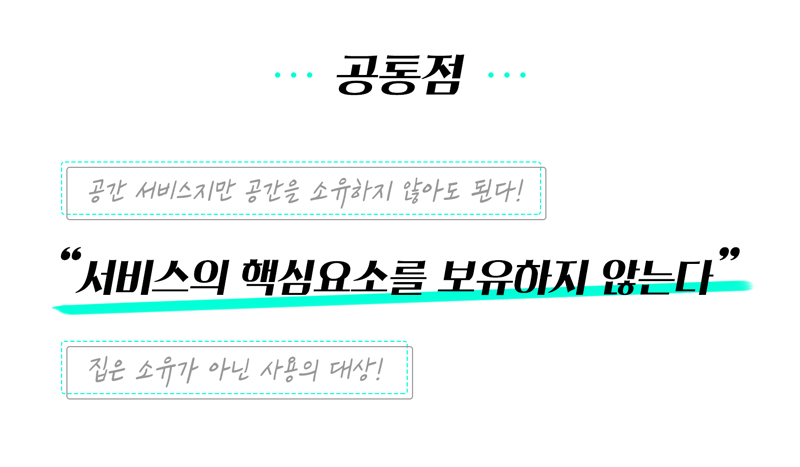 ··· 공통점 ···
공간 서비스지만 공간을 소유하지 않아도 된다!
“서비스의 핵심요소를 보유하지 않는다”
집은 소유가 아닌 사용의 대상!